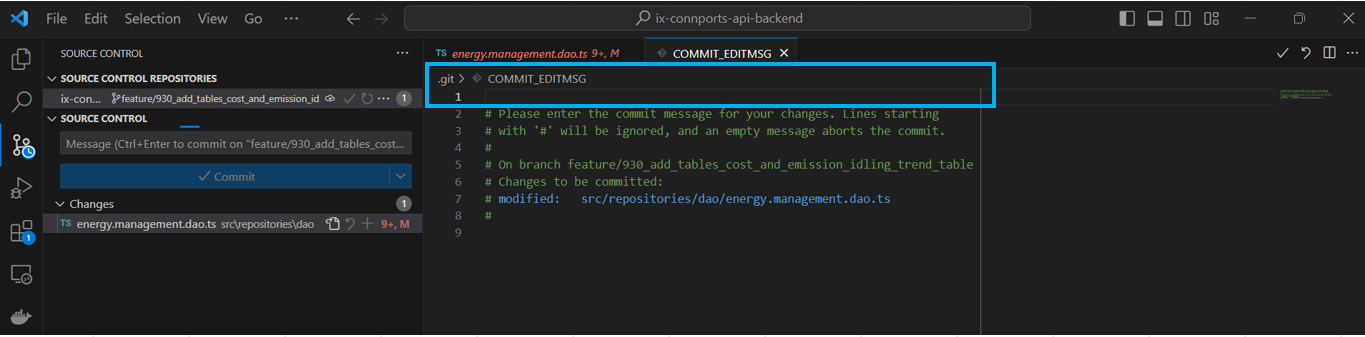 File Edit Selection View Go ··· ix-connports-api-backend
SOURCE CONTROL ···
SOURCE CONTROL REPOSITORIES
ix-con... feature/930_add_tables_cost_and_emission_id ··· 1
SOURCE CONTROL
Message (Ctrl+Enter to commit on "feature/930_add_tables_cost...
Commit
Changes 1
TS energy.management.dao.ts src\repositories\dao 9+, M
1
TS energy.management.dao.ts 9+, M COMMIT_EDITMSG ···
.git > COMMIT_EDITMSG
1
2 # Please enter the commit message for your changes. Lines starting
3 # with '#' will be ignored, and an empty message aborts the commit.
4 #
5 # On branch feature/930_add_tables_cost_and_emission_idling_trend_table
6 # Changes to be committed:
7 # modified: src/repositories/dao/energy.management.dao.ts
8 #
9